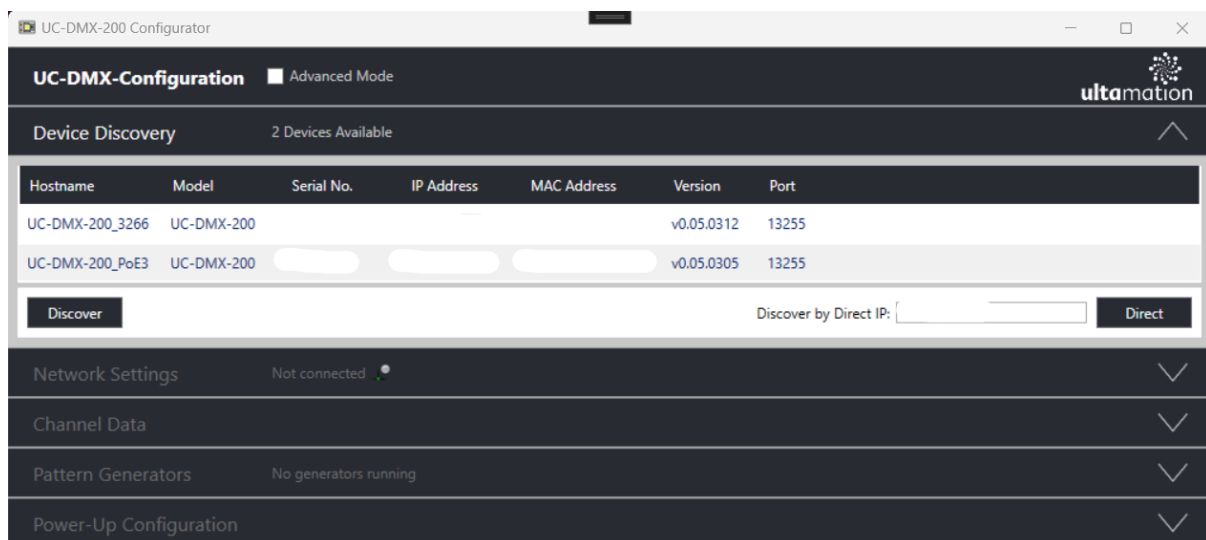 UC-DMX-200 Configurator
UC-DMX-Configuration Advanced Mode
ultamation
Device Discovery 2 Devices Available
Hostname Model Serial No. IP Address MAC Address Version Port
UC-DMX-200_3266 UC-DMX-200 v0.05.0312 13255
UC-DMX-200_PoE3 UC-DMX-200 v0.05.0305 13255
Discover Discover by Direct IP: Direct
Network Settings Not connected
Channel Data
Pattern Generators No generators running
Power-Up Configuration